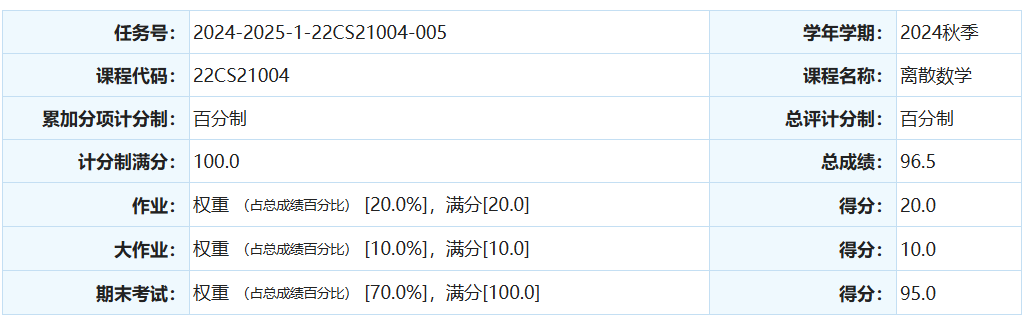 任务号： 2024-2025-1-22CS21004-005 学年学期： 2024秋季
课程代码： 22CS21004 课程名称： 离散数学
累加分项计分制： 百分制 总评计分制： 百分制
计分制满分： 100.0 总成绩： 96.5
作业： 权重 （占总成绩百分比） [20.0%]，满分[20.0] 得分： 20.0
大作业： 权重 （占总成绩百分比） [10.0%]，满分[10.0] 得分： 10.0
期末考试： 权重 （占总成绩百分比） [70.0%]，满分[100.0] 得分： 95.0